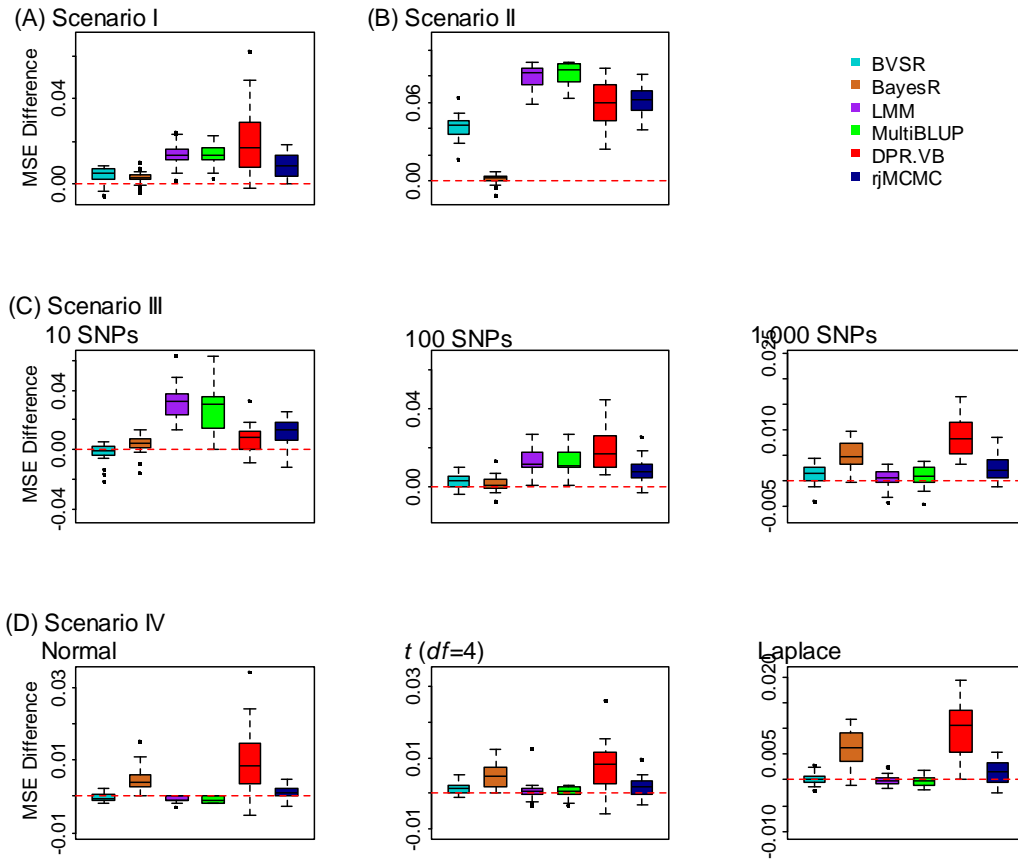 (A) Scenario Ⅰ
(B) Scenario Ⅱ
MSE Difference
0.04
0.00
0.06
0.00
BVSR
BayesR
LMM
MultiBLUP
DPR.VB
rjMCMC
(C) Scenario Ⅲ
10 SNPs
100 SNPs
1,000 SNPs
MSE Difference
0.04
0.00
-0.04
0.04
0.00
0.025
0.010
-0.005
(D) Scenario Ⅳ
Normal
t (df=4)
Laplace
MSE Difference
0.03
0.01
-0.01
0.03
0.01
-0.01
0.020
0.005
-0.010